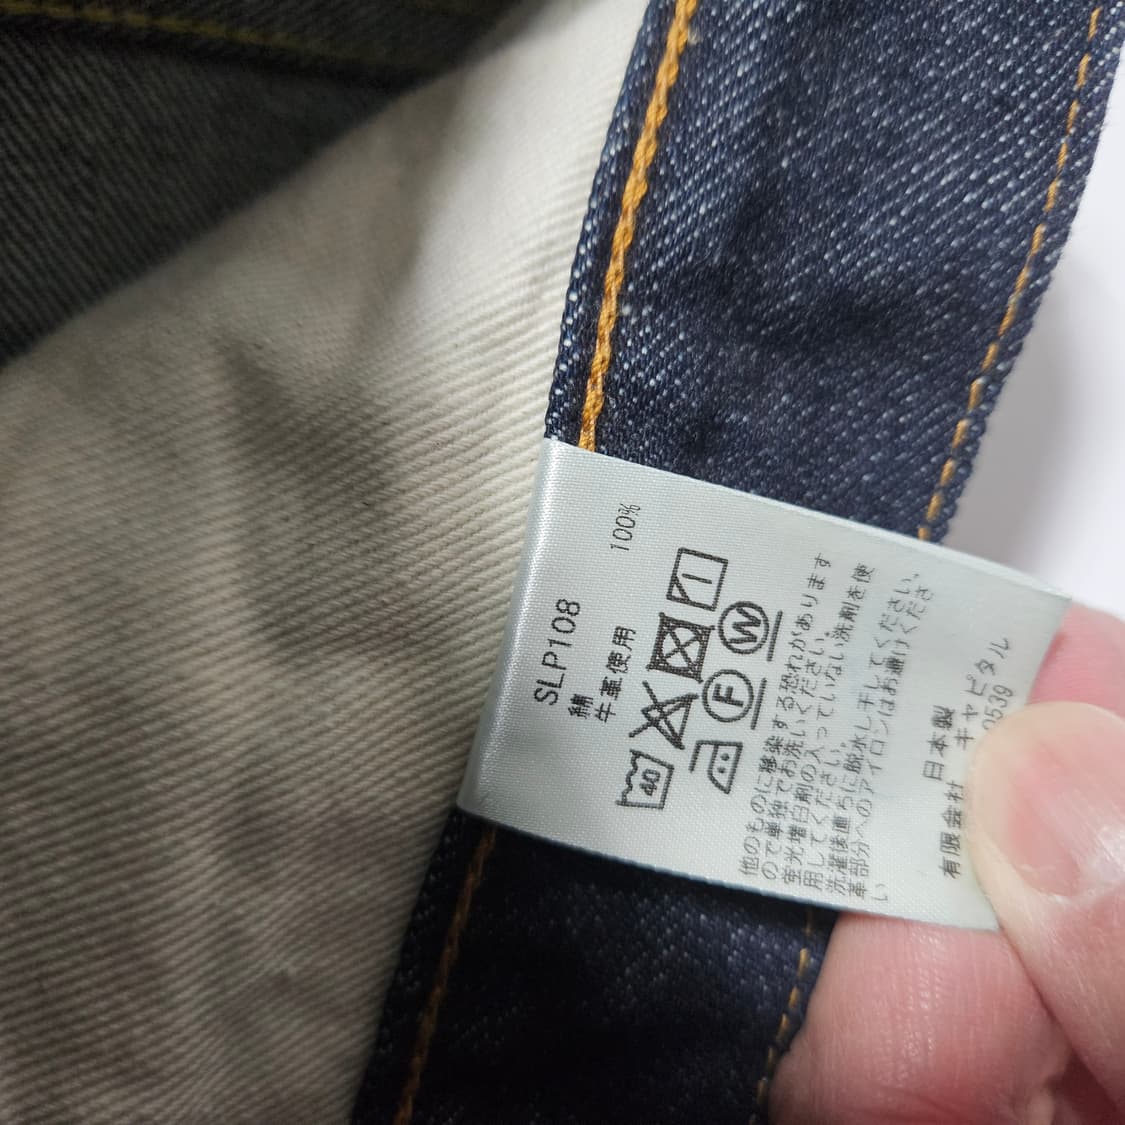 SLP108
綿 100%
牛革使用
40
F W
他のものに移染する恐れがあります
ので単独でお洗いください。
蛍光増白剤の入っていない洗剤を使
用してください。
洗濯後直ちに脱水し干してください。
革部分へのアイロンはお避けくださ
い
日本製
有限会社 キャピタル
0539